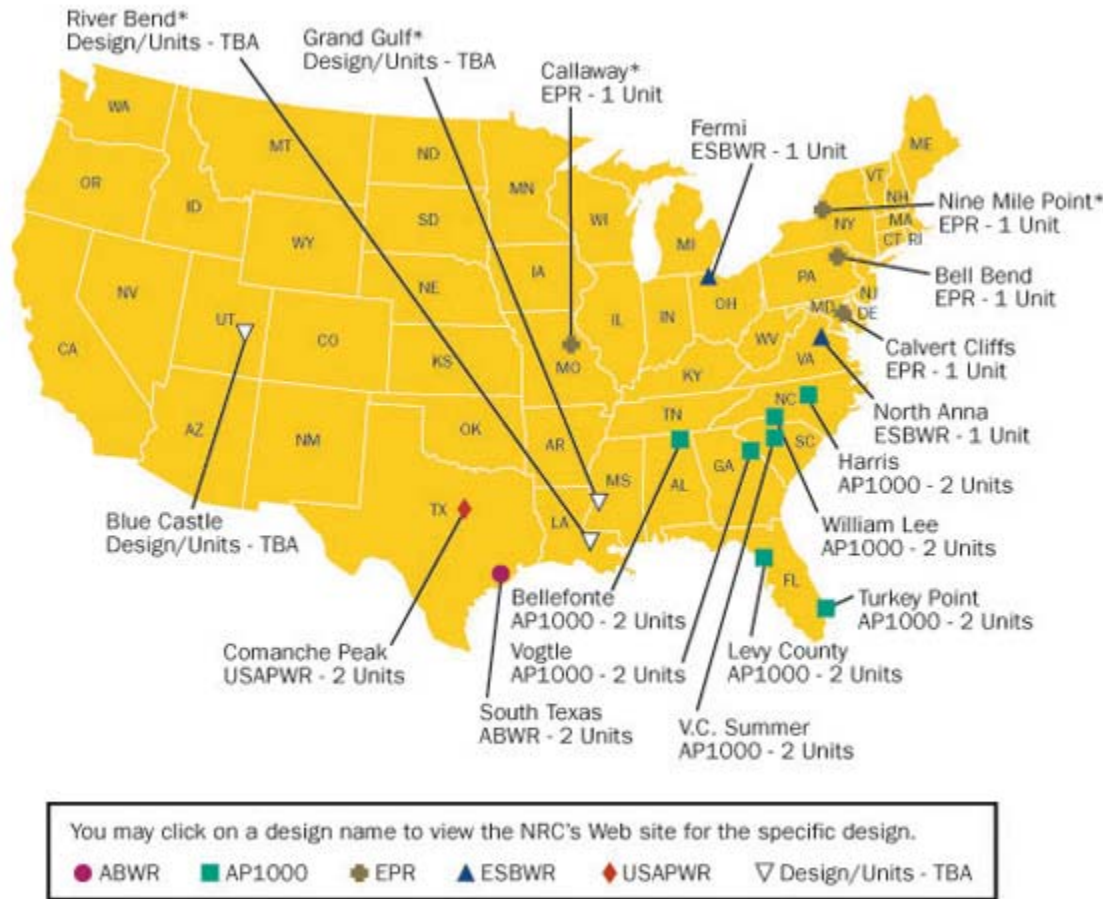 River Bend*
Design/Units - TBA
Grand Gulf*
Design/Units - TBA
Callaway*
EPR - 1 Unit
Fermi
ESBWR - 1 Unit
Nine Mile Point*
EPR - 1 Unit
Bell Bend
EPR - 1 Unit
Calvert Cliffs
EPR - 1 Unit
North Anna
ESBWR - 1 Unit
Harris
AP1000 - 2 Units
William Lee
AP1000 - 2 Units
Turkey Point
AP1000 - 2 Units
Levy County
AP1000 - 2 Units
V.C. Summer
AP1000 - 2 Units
Bellefonte
AP1000 - 2 Units
Vogtle
AP1000 - 2 Units
South Texas
ABWR - 2 Units
Comanche Peak
USAPWR - 2 Units
Blue Castle
Design/Units - TBA
WA
MT
ND
MN
ME
VT
NH
OR
ID
SD
WI
MI
NY
MA
CT RI
WY
IA
PA
NJ
NE
NV
UT
IL
IN
OH
MD
DE
CA
CO
KS
MO
WV
VA
KY
AZ
NM
OK
AR
TN
NC
SC
TX
LA
MS
AL
GA
FL
You may click on a design name to view the NRC's Web site for the specific design.
ABWR AP1000 EPR ESBWR USAPWR Design/Units - TBA